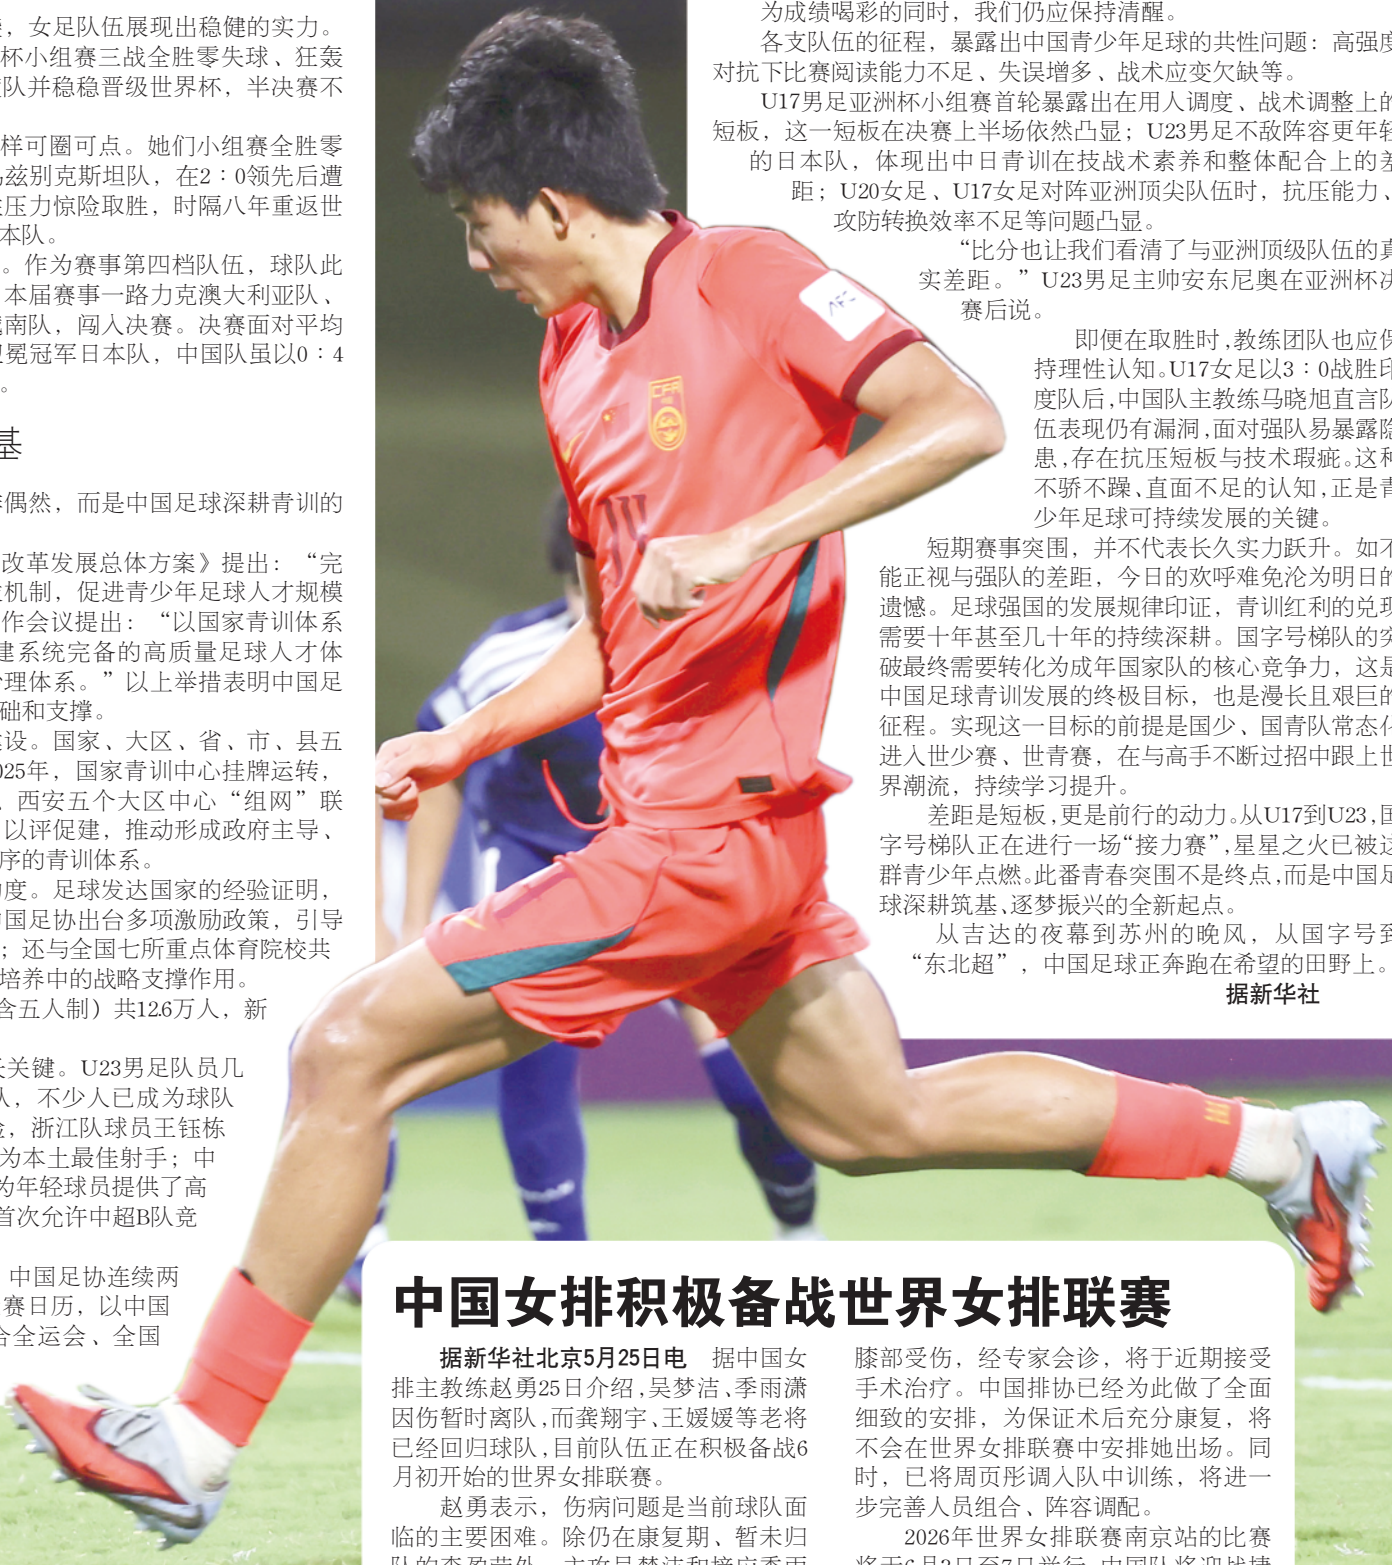 ，女足队伍展现出稳健的实力。
杯小组赛三战全胜零失球、狂轰
队并稳稳晋级世界杯，半决赛不
样可圈可点。她们小组赛全胜零
兹别克斯坦队，在2：0领先后遭
压力惊险取胜，时隔八年重返世
本队。
。作为赛事第四档队伍，球队此
本届赛事一路力克澳大利亚队、
南队，闯入决赛。决赛面对平均
冕冠军日本队，中国队虽以0：4
。
基
偶然，而是中国足球深耕青训的
改革发展总体方案》提出：“完
机制，促进青少年足球人才规模
作会议提出：“以国家青训体系
建系统完备的高质量足球人才体
理体系。”以上举措表明中国足
础和支撑。
设。国家、大区、省、市、县五
025年，国家青训中心挂牌运转，
西安五个大区中心“组网”联
以评促建，推动形成政府主导、
序的青训体系。
度。足球发达国家的经验证明，
中国足协出台多项激励政策，引导
；还与全国七所重点体育院校共
培养中的战略支撑作用。
含五人制）共12.6万人，新
关键。U23男足队员几
队，不少人已成为球队
，浙江队球员王钰栋
为本土最佳射手；中
为年轻球员提供了高
首次允许中超B队竞
中国足协连续两
赛日历，以中国
合全运会、全国
为成绩喝彩的同时，我们仍应保持清醒。
各支队伍的征程，暴露出中国青少年足球的共性问题：高强度
对抗下比赛阅读能力不足、失误增多、战术应变欠缺等。
U17男足亚洲杯小组赛首轮暴露出在用人调度、战术调整上的
短板，这一短板在决赛上半场依然凸显；U23男足不敌阵容更年轻
的日本队，体现出中日青训在技战术素养和整体配合上的差
距；U20女足、U17女足对阵亚洲顶尖队伍时，抗压能力、
攻防转换效率不足等问题凸显。
“比分也让我们看清了与亚洲顶级队伍的真
实差距。”U23男足主帅安东尼奥在亚洲杯决
赛后说。
即便在取胜时，教练团队也应保
持理性认知。U17女足以3：0战胜印
度队后，中国队主教练马晓旭直言队
伍表现仍有漏洞，面对强队易暴露隐
患，存在抗压短板与技术瑕疵。这种
不骄不躁、直面不足的认知，正是青
少年足球可持续发展的关键。
短期赛事突围，并不代表长久实力跃升。如不
能正视与强队的差距，今日的欢呼难免沦为明日的
遗憾。足球强国的发展规律印证，青训红利的兑现
需要十年甚至几十年的持续深耕。国字号梯队的突
破最终需要转化为成年国家队的核心竞争力，这是
中国足球青训发展的终极目标，也是漫长且艰巨的
征程。实现这一目标的前提是国少、国青队常态化
进入世少赛、世青赛，在与高手不断过招中跟上世
界潮流，持续学习提升。
差距是短板，更是前行的动力。从U17到U23，国
字号梯队正在进行一场“接力赛”，星星之火已被这
群青少年点燃。此番青春突围不是终点，而是中国足
球深耕筑基、逐梦振兴的全新起点。
从吉达的夜幕到苏州的晚风，从国字号到
“东北超”，中国足球正奔跑在希望的田野上。
据新华社
AFC
CFA
中国女排积极备战世界女排联赛
据新华社北京5月25日电　据中国女
排主教练赵勇25日介绍，吴梦洁、季雨潇
因伤暂时离队，而龚翔宇、王媛媛等老将
已经回归球队，目前队伍正在积极备战6
月初开始的世界女排联赛。
赵勇表示，伤病问题是当前球队面
临的主要困难。除仍在康复期、暂未归
膝部受伤，经专家会诊，将于近期接受
手术治疗。中国排协已经为此做了全面
细致的安排，为保证术后充分康复，将
不会在世界女排联赛中安排她出场。同
时，已将周页彤调入队中训练，将进一
步完善人员组合、阵容调配。
2026年世界女排联赛南京站的比赛